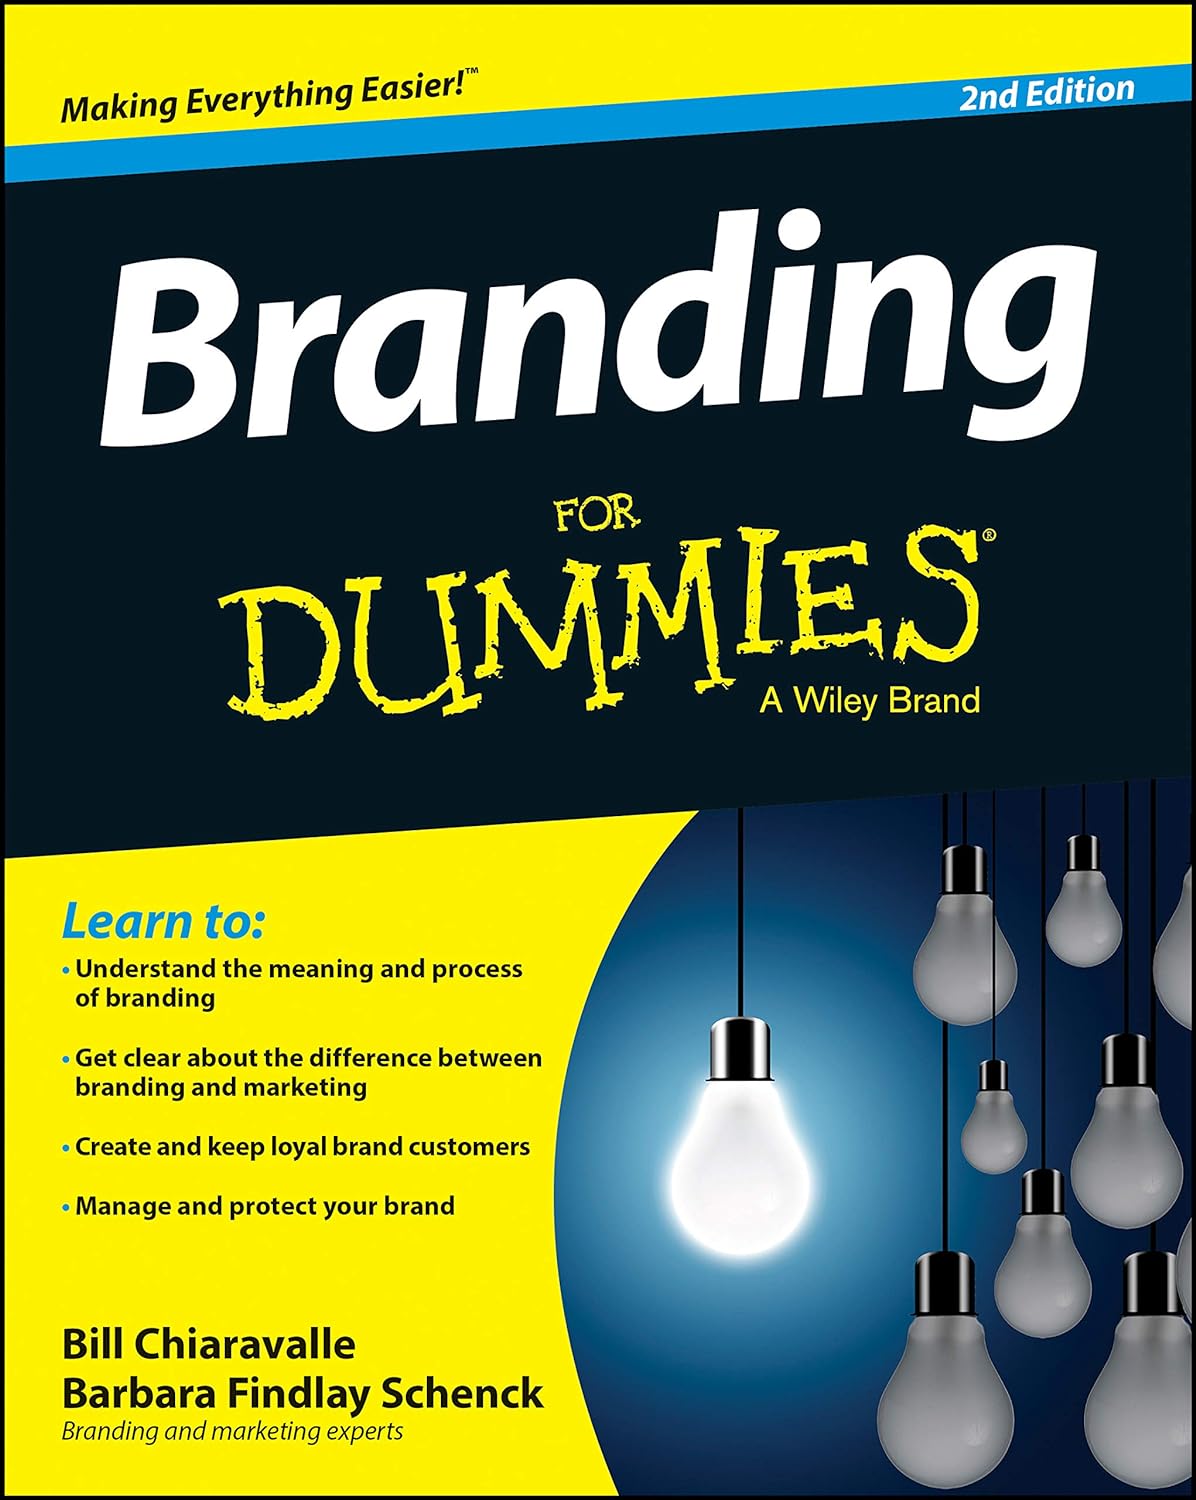 Making Everything Easier!™
2nd Edition
Branding
FOR
DUMMIES®
A Wiley Brand
Learn to:
• Understand the meaning and process
of branding
• Get clear about the difference between
branding and marketing
• Create and keep loyal brand customers
• Manage and protect your brand
Bill Chiaravalle
Barbara Findlay Schenck
Branding and marketing experts